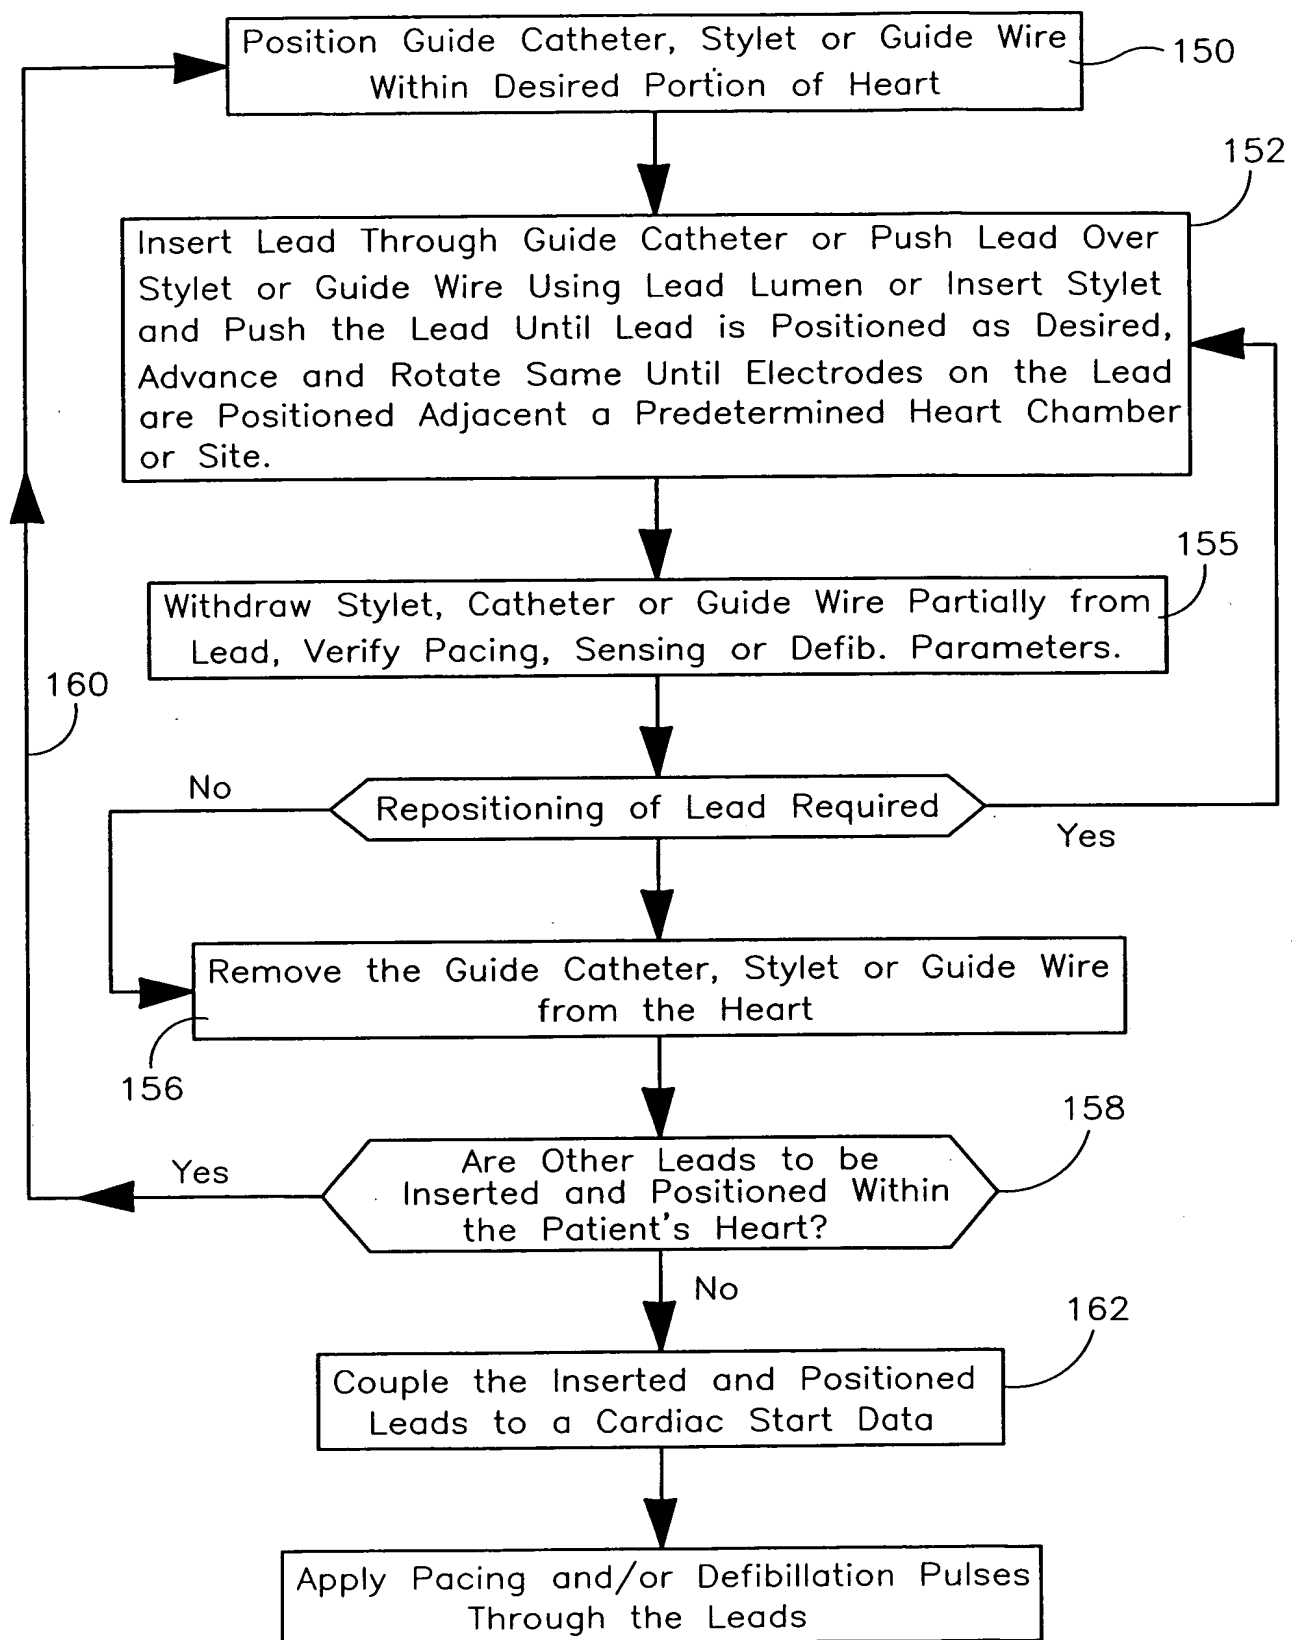 Position Guide Catheter, Stylet or Guide Wire
Within Desired Portion of Heart
150
152
Insert Lead Through Guide Catheter or Push Lead Over
Stylet or Guide Wire Using Lead Lumen or Insert Stylet
and Push the Lead Until Lead is Positioned as Desired,
Advance and Rotate Same Until Electrodes on the Lead
are Positioned Adjacent a Predetermined Heart Chamber
or Site.
155
Withdraw Stylet, Catheter or Guide Wire Partially from
Lead, Verify Pacing, Sensing or Defib. Parameters.
160
No
Repositioning of Lead Required
Yes
Remove the Guide Catheter, Stylet or Guide Wire
from the Heart
156
158
Yes
Are Other Leads to be
Inserted and Positioned Within
the Patient's Heart?
No
162
Couple the Inserted and Positioned
Leads to a Cardiac Start Data
Apply Pacing and/or Defibillation Pulses
Through the Leads